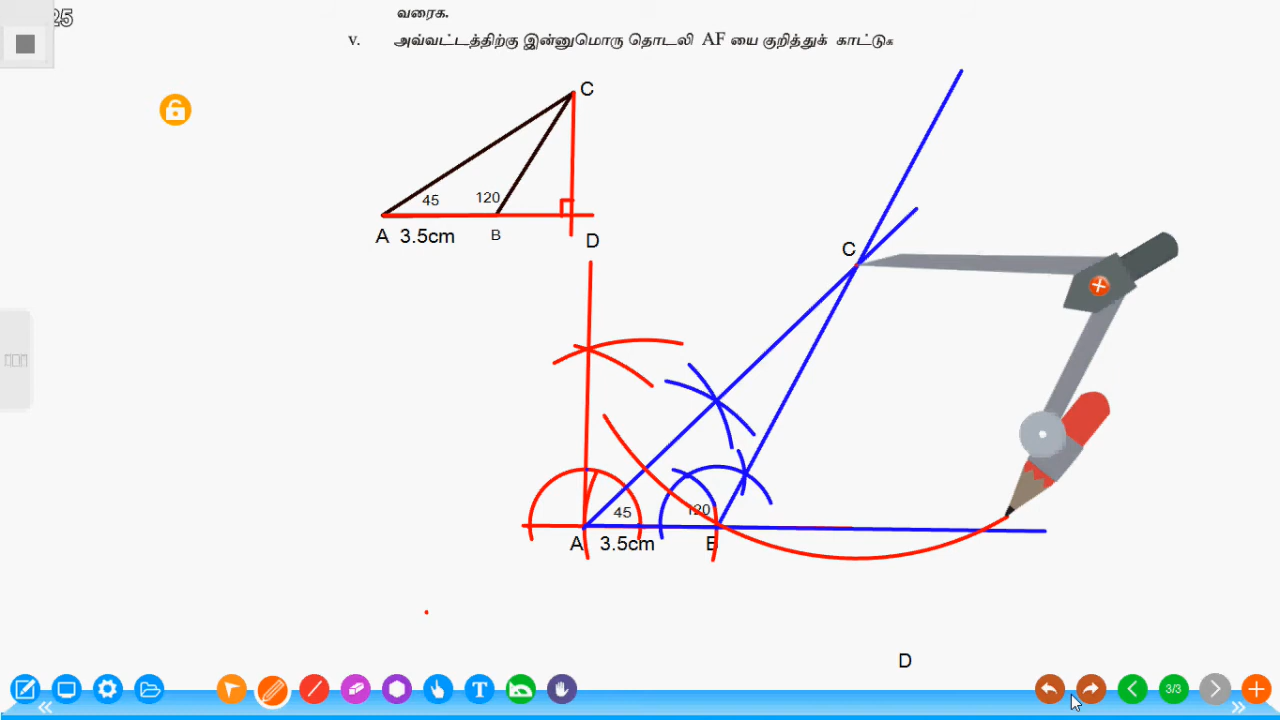 25
வரைக.
v. அவ்வட்டத்திற்கு இன்னுமொரு தொடலி AF யை குறித்துக் காட்டுக
C
45 120
A 3.5cm B D
C
45 120
A 3.5cm B
D
3/3